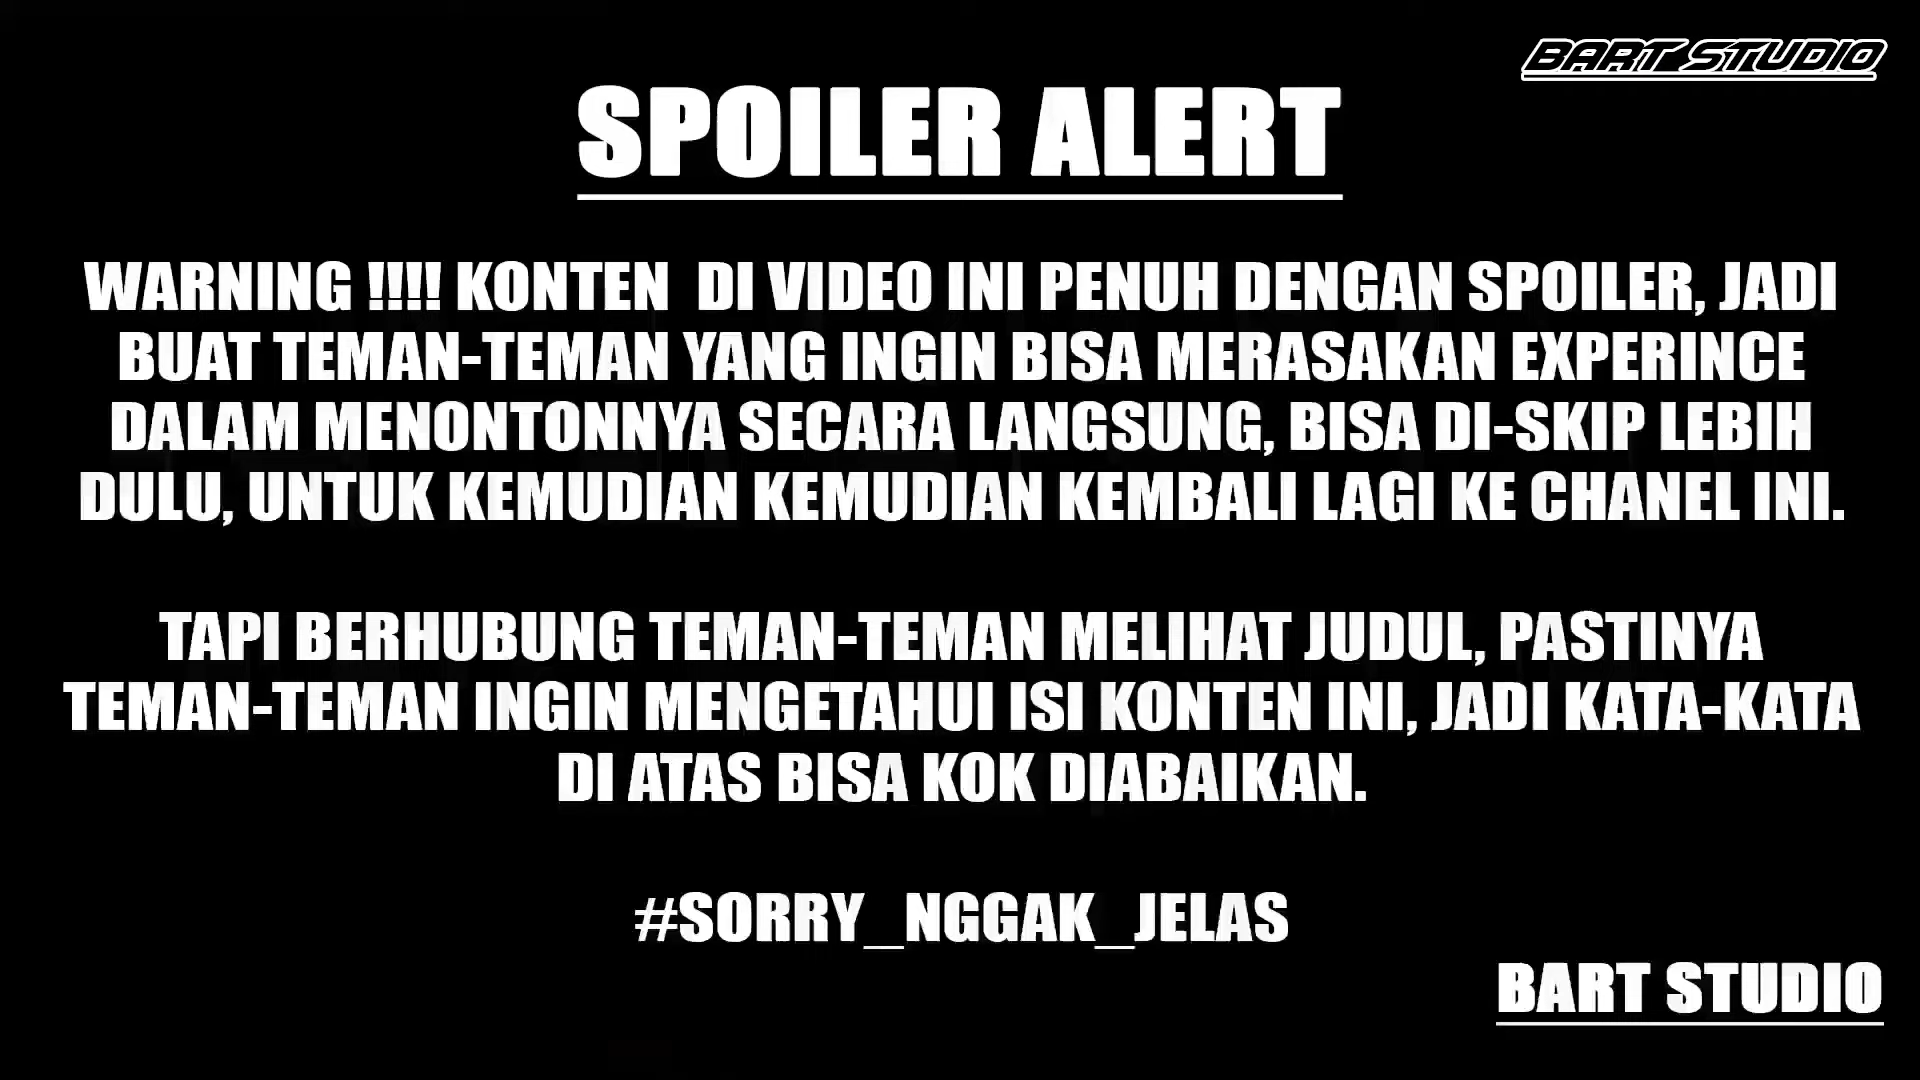 BART STUDIO
SPOILER ALERT
WARNING !!!! KONTEN  DI VIDEO INI PENUH DENGAN SPOILER, JADI
BUAT TEMAN-TEMAN YANG INGIN BISA MERASAKAN EXPERINCE
DALAM MENONTONNYA SECARA LANGSUNG, BISA DI-SKIP LEBIH
DULU, UNTUK KEMUDIAN KEMUDIAN KEMBALI LAGI KE CHANEL INI.
TAPI BERHUBUNG TEMAN-TEMAN MELIHAT JUDUL, PASTINYA
TEMAN-TEMAN INGIN MENGETAHUI ISI KONTEN INI, JADI KATA-KATA
DI ATAS BISA KOK DIABAIKAN.
#SORRY_NGGAK_JELAS
BART STUDIO